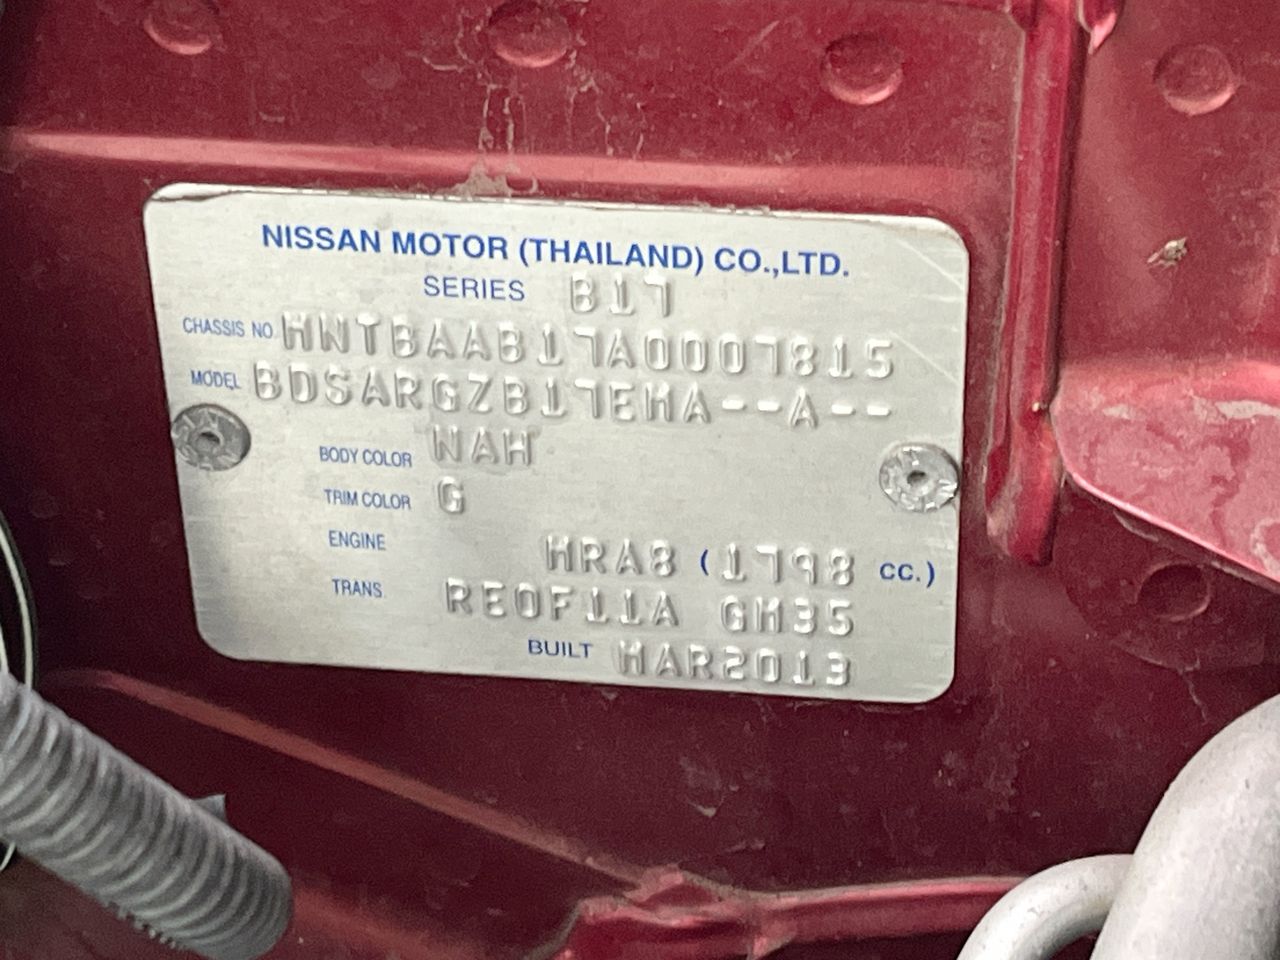 NISSAN MOTOR (THAILAND) CO.,LTD.
SERIES B17
CHASSIS NO. MNTBAAB17A0007815
MODEL BDSARGZB17EMA--A--
BODY COLOR NAH
TRIM COLOR G
ENGINE MRA8 (1798 CC.)
TRANS. RE0F11A GH35
BUILT MAR2013